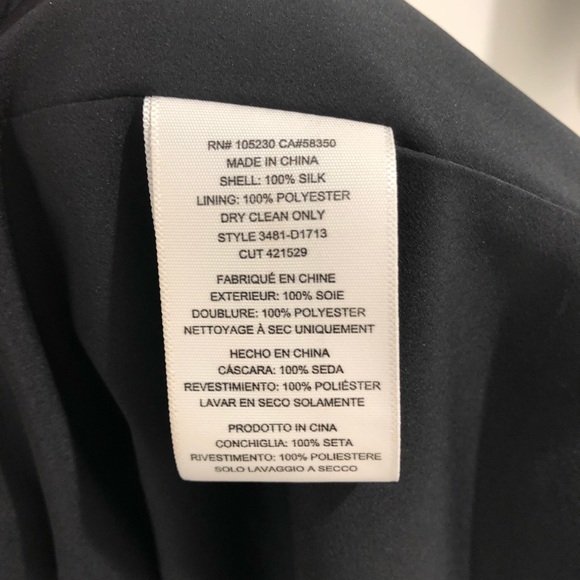 RN# 105230 CA#58350
MADE IN CHINA
SHELL: 100% SILK
LINING: 100% POLYESTER
DRY CLEAN ONLY
STYLE 3481-D1713
CUT 421529
FABRIQUÉ EN CHINE
EXTERIEUR: 100% SOIE
DOUBLURE: 100% POLYESTER
NETTOYAGE À SEC UNIQUEMENT
HECHO EN CHINA
CÁSCARA: 100% SEDA
REVESTIMIENTO: 100% POLIÉSTER
LAVAR EN SECO SOLAMENTE
PRODOTTO IN CINA
CONCHIGLIA: 100% SETA
RIVESTIMENTO: 100% POLIESTERE
SOLO LAVAGGIO A SECCO